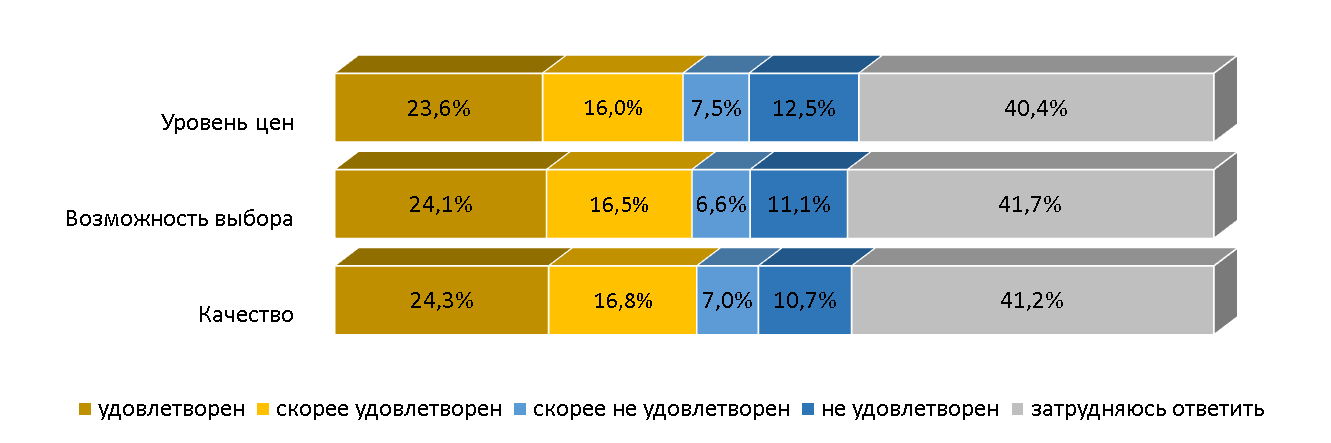 Уровень цен 23,6% 16,0% 7,5% 12,5% 40,4%
Возможность выбора 24,1% 16,5% 6,6% 11,1% 41,7%
Качество 24,3% 16,8% 7,0% 10,7% 41,2%
удовлетворен скорее удовлетворен скорее не удовлетворен не удовлетворен затрудняюсь ответить